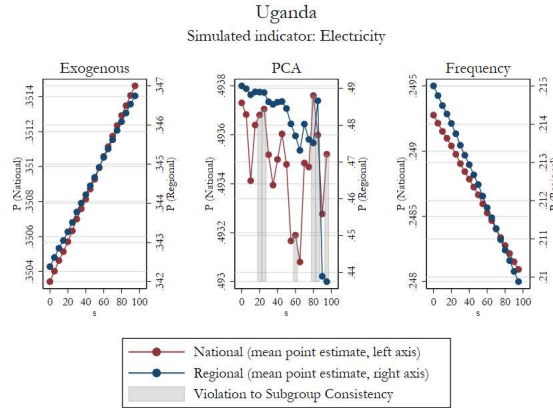 Uganda
Simulated indicator: Electricity
Exogenous
PCA
Frequency
P (National)
.3504 .3506 .3508 .351 .3512 .3514
P (Regional)
.342 .343 .344 .345 .346 .347
0 20 40 60 80 100
s
P (National)
.493 .4932 .4934 .4936 .4938
P (Regional)
.44 .45 .46 .47 .48 .49
0 20 40 60 80 100
s
P (National)
.248 .2485 .249 .2495
P (Regional)
.21 .211 .212 .213 .214 .215
0 20 40 60 80 100
s
National (mean point estimate, left axis)
Regional (mean point estimate, right axis)
Violation to Subgroup Consistency